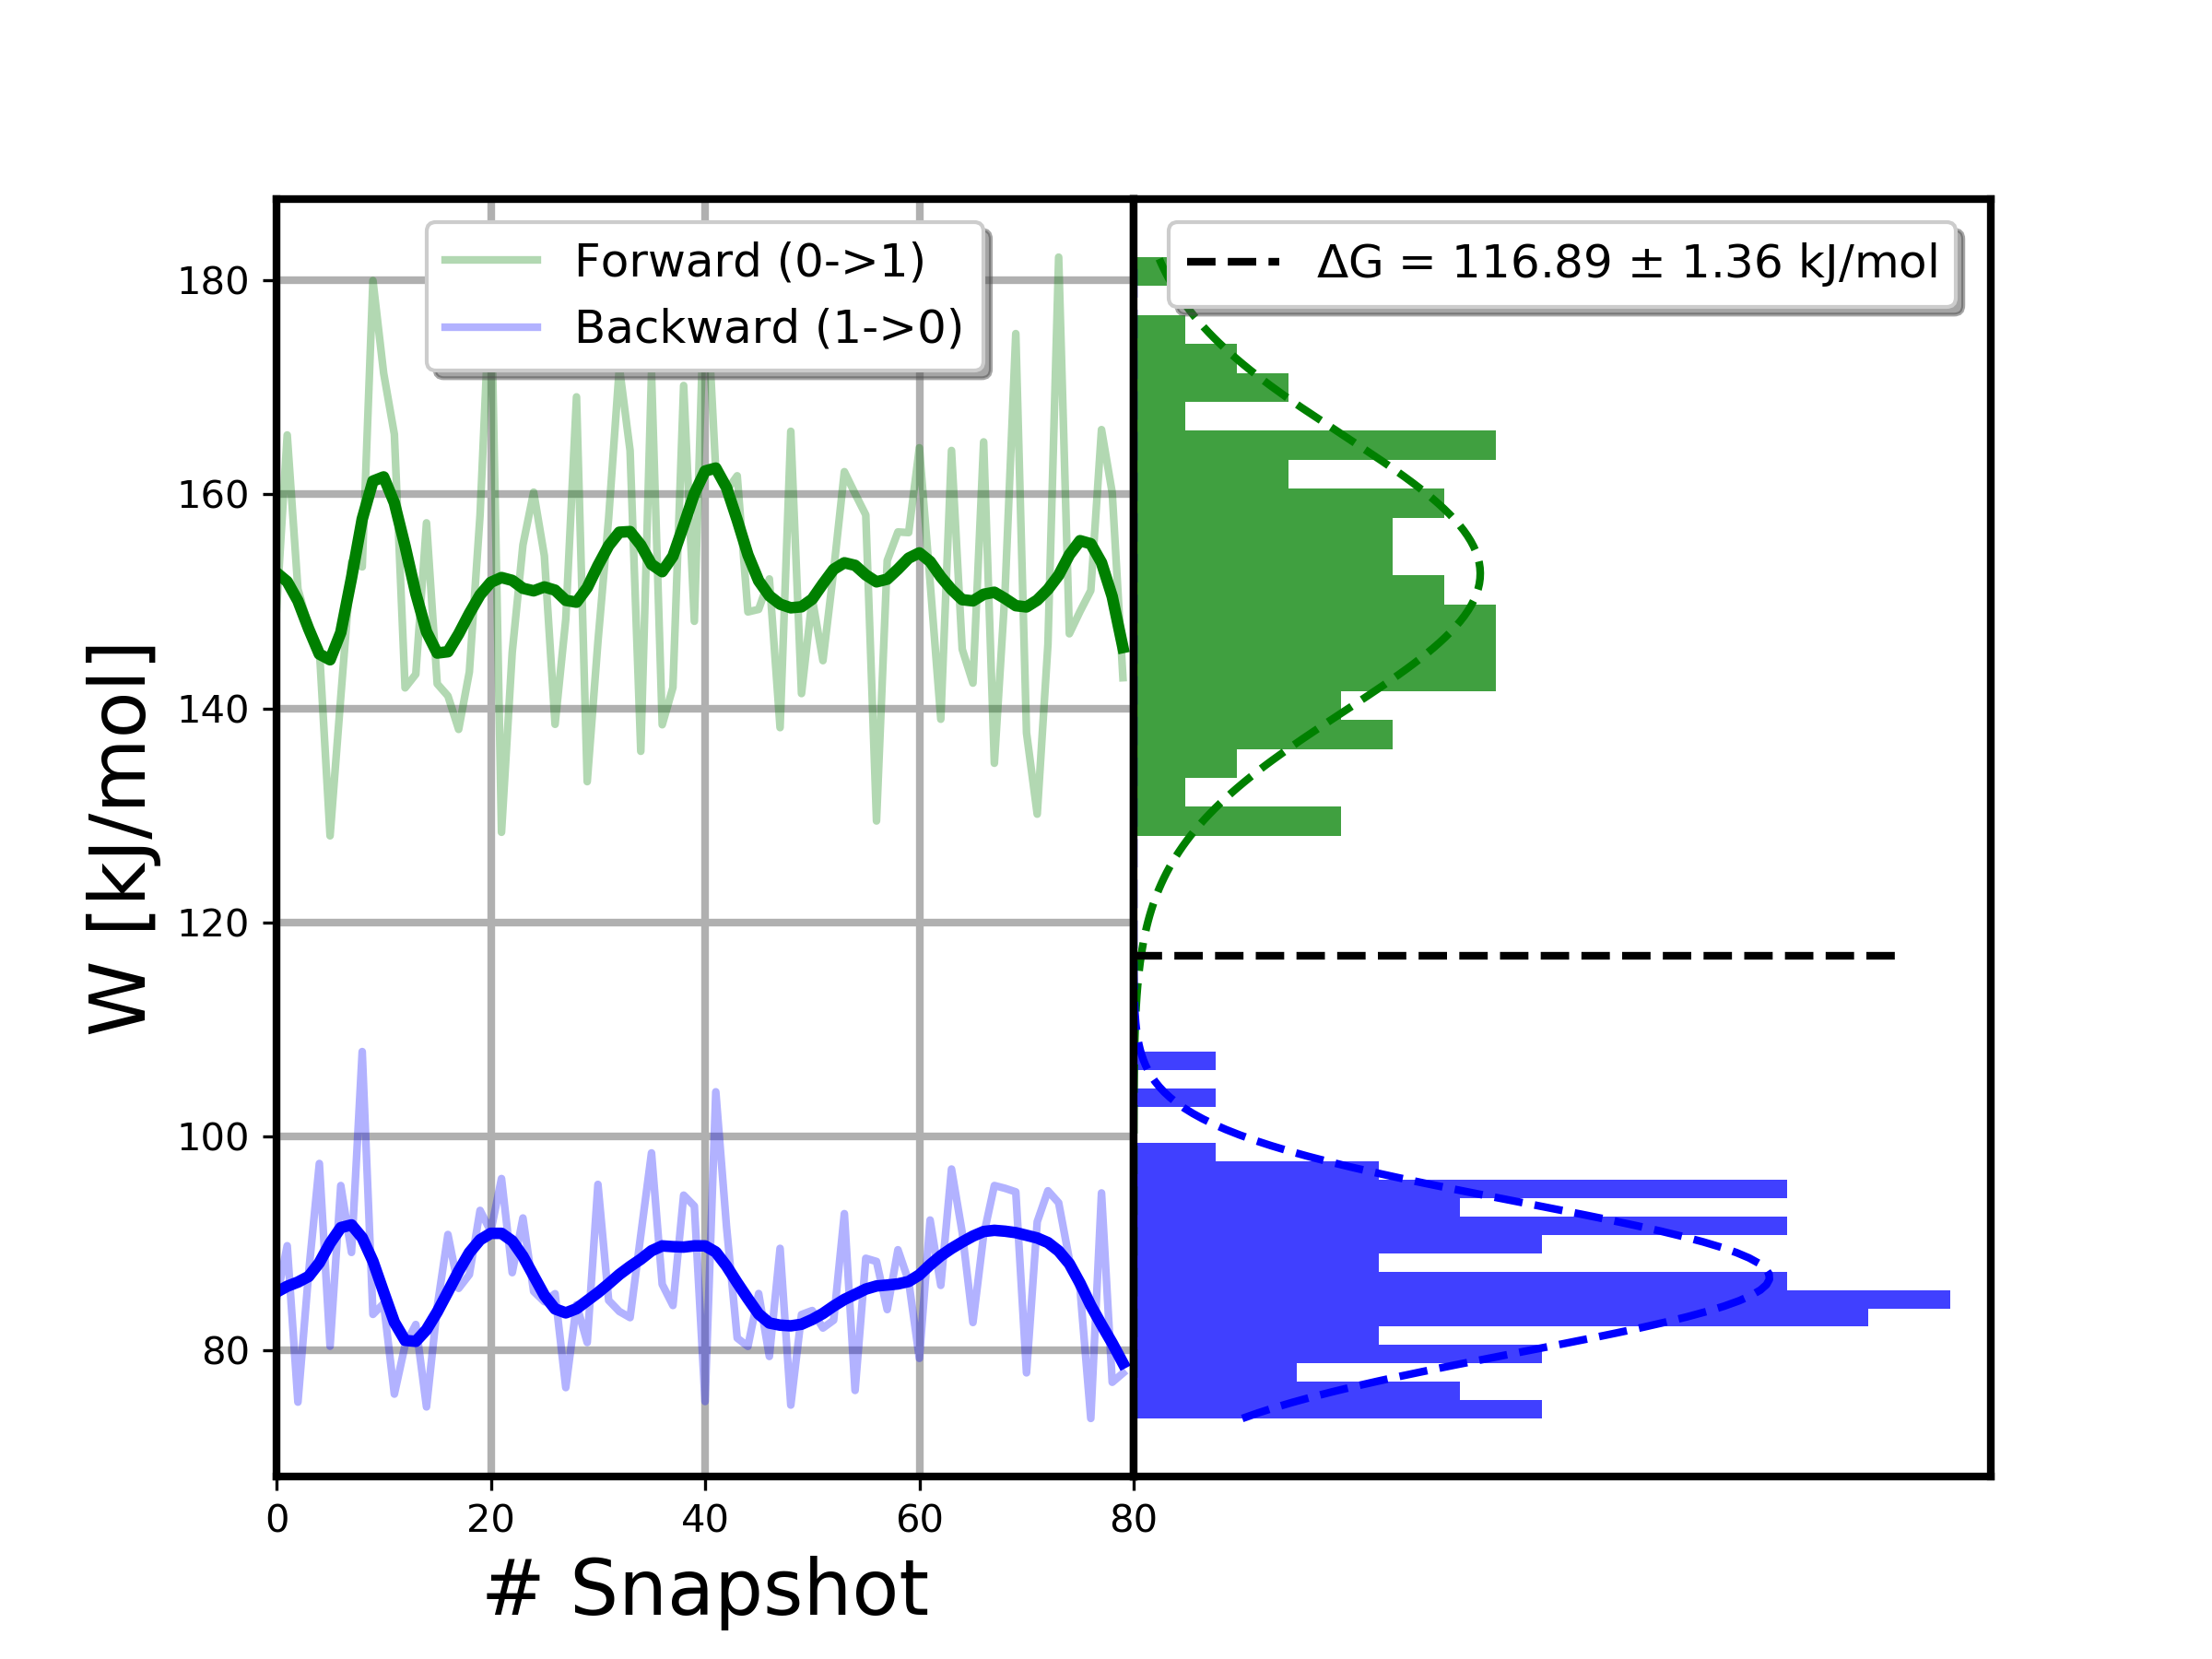 Forward (0->1)
Backward (1->0)
ΔG = 116.89 ± 1.36 kJ/mol
W [kJ/mol]
180
160
140
120
100
80
0 20 40 60 80
# Snapshot